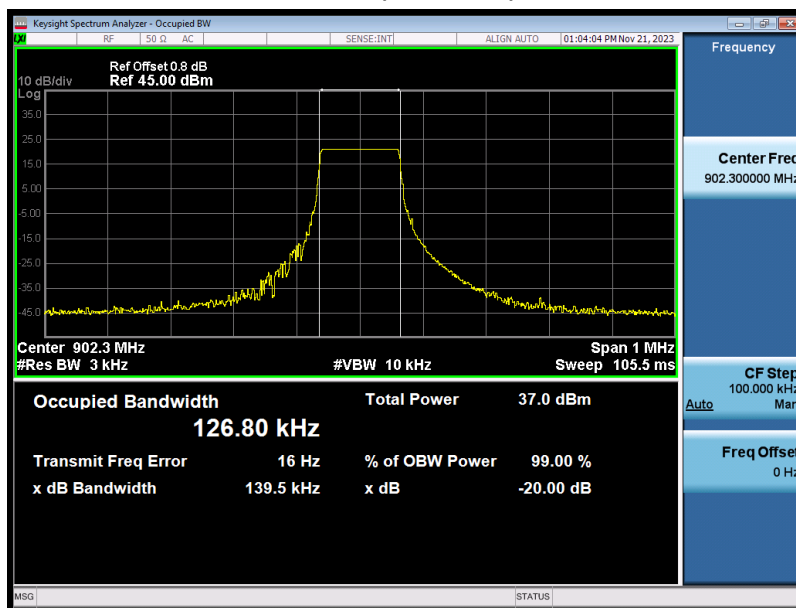 Keysight Spectrum Analyzer - Occupied BW
LXI RF 50 Ω AC SENSE:INT ALIGN AUTO 01:04:04 PM Nov 21, 2023
Frequency
Ref Offset 0.8 dB
10 dB/div Ref 45.00 dBm
Log
35.0
25.0
15.0
5.00
-5.00
-15.0
-25.0
-35.0
-45.0
Center Freq
902.300000 MHz
Center 902.3 MHz Span 1 MHz
#Res BW 3 kHz #VBW 10 kHz Sweep 105.5 ms
CF Step
100.000 kHz
Auto Man
Occupied Bandwidth Total Power 37.0 dBm
126.80 kHz
Transmit Freq Error 16 Hz % of OBW Power 99.00 %
x dB Bandwidth 139.5 kHz x dB -20.00 dB
Freq Offset
0 Hz
MSG STATUS